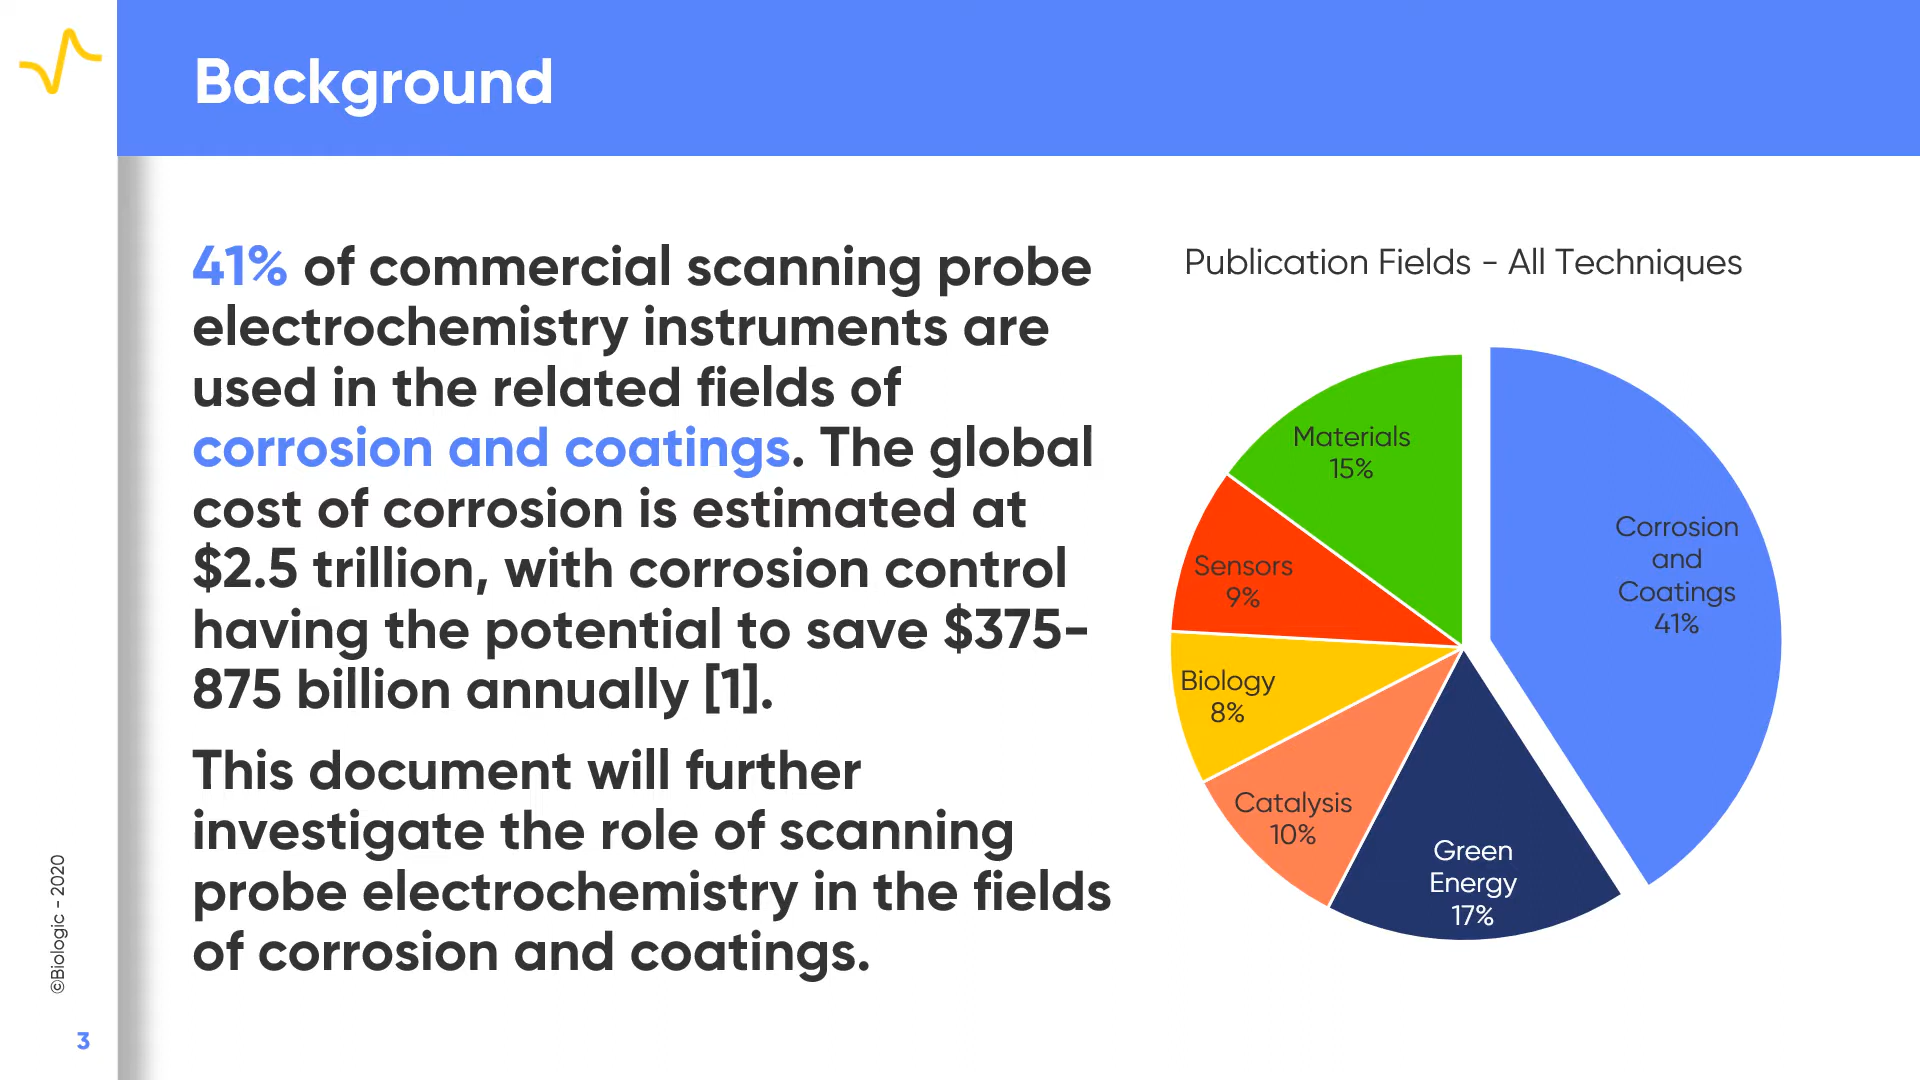 Background
41% of commercial scanning probe
electrochemistry instruments are
used in the related fields of
corrosion and coatings. The global
cost of corrosion is estimated at
$2.5 trillion, with corrosion control
having the potential to save $375-
875 billion annually [1].
This document will further
investigate the role of scanning
probe electrochemistry in the fields
of corrosion and coatings.
Publication Fields - All Techniques
Materials
15%
Corrosion
and
Coatings
41%
Sensors
9%
Biology
8%
Catalysis
10%
Green
Energy
17%
©Biologic - 2020
3